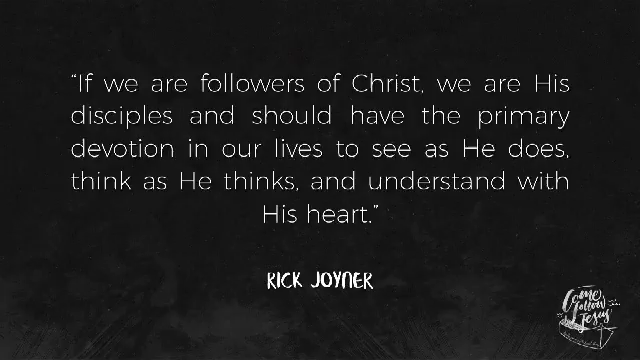 “If we are followers of Christ, we are His
disciples and should have the primary
devotion in our lives to see as He does,
think as He thinks, and understand with
His heart.”
RICK JOYNER
Come
follow
Jesus